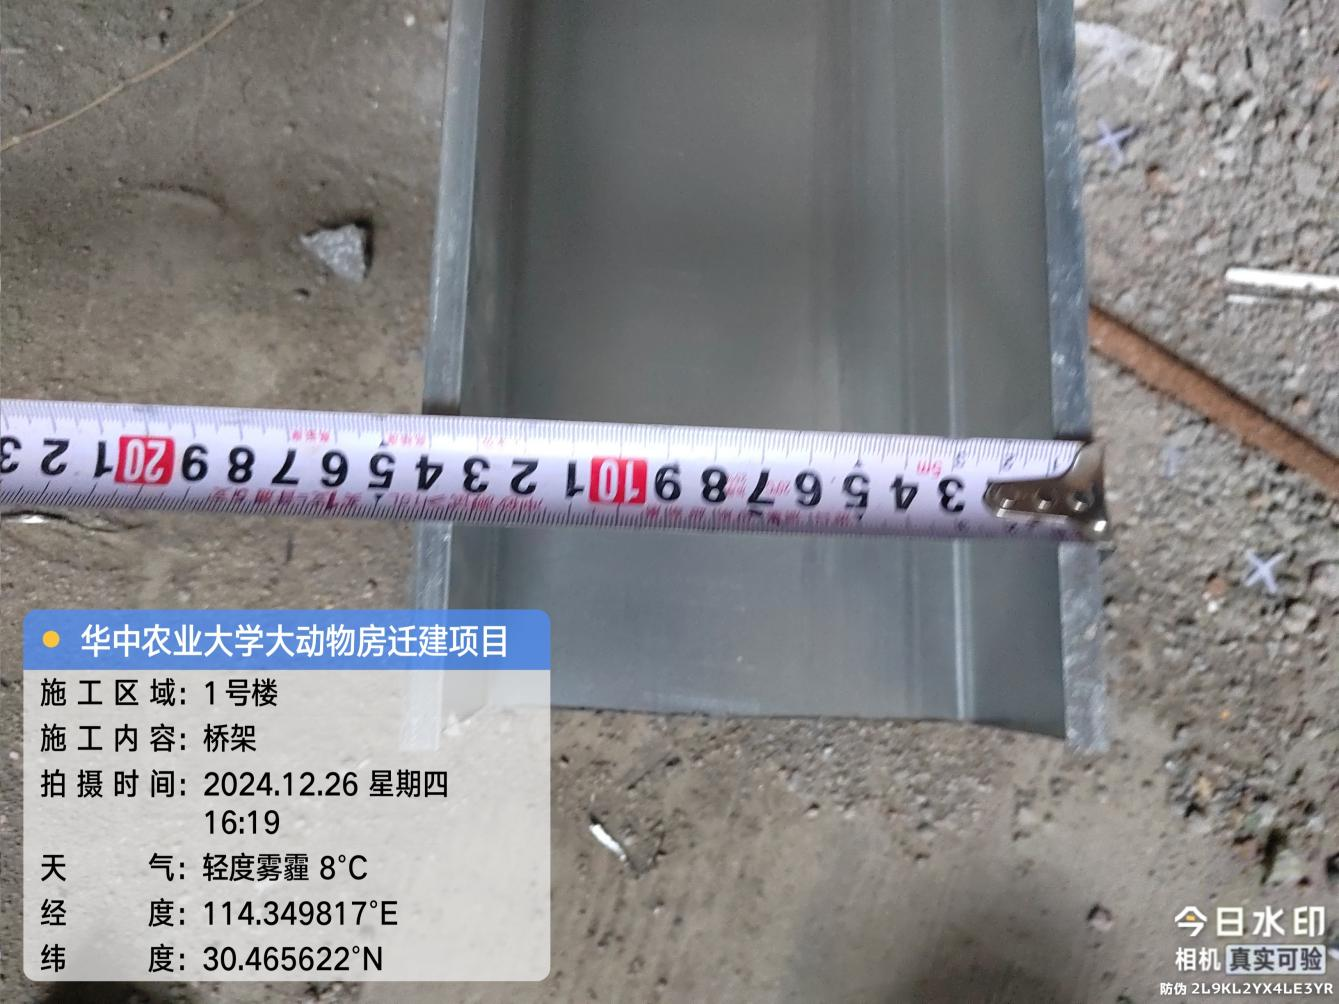 3 2 1 20 9 8 7 6 5 4 3 2 1 10 9 8 7 6 5 4 3
5m
华中农业大学大动物房迁建项目
施工区域：1号楼
施工内容：桥架
拍摄时间：2024.12.26 星期四
16:19
天气：轻度雾霾 8°C
经度：114.349817°E
纬度：30.465622°N
今日水印
相机 真实可验
防伪 2L9KL2YX4LE3YR